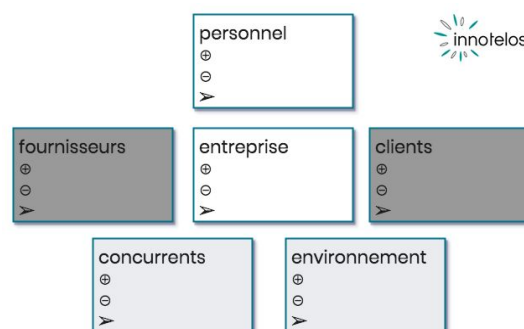 personnel
⊕
⊖
➢
innotelos
fournisseurs
⊕
⊖
➢
entreprise
⊕
⊖
➢
clients
⊕
⊖
➢
concurrents
⊕
⊖
➢
environnement
⊕
⊖
➢